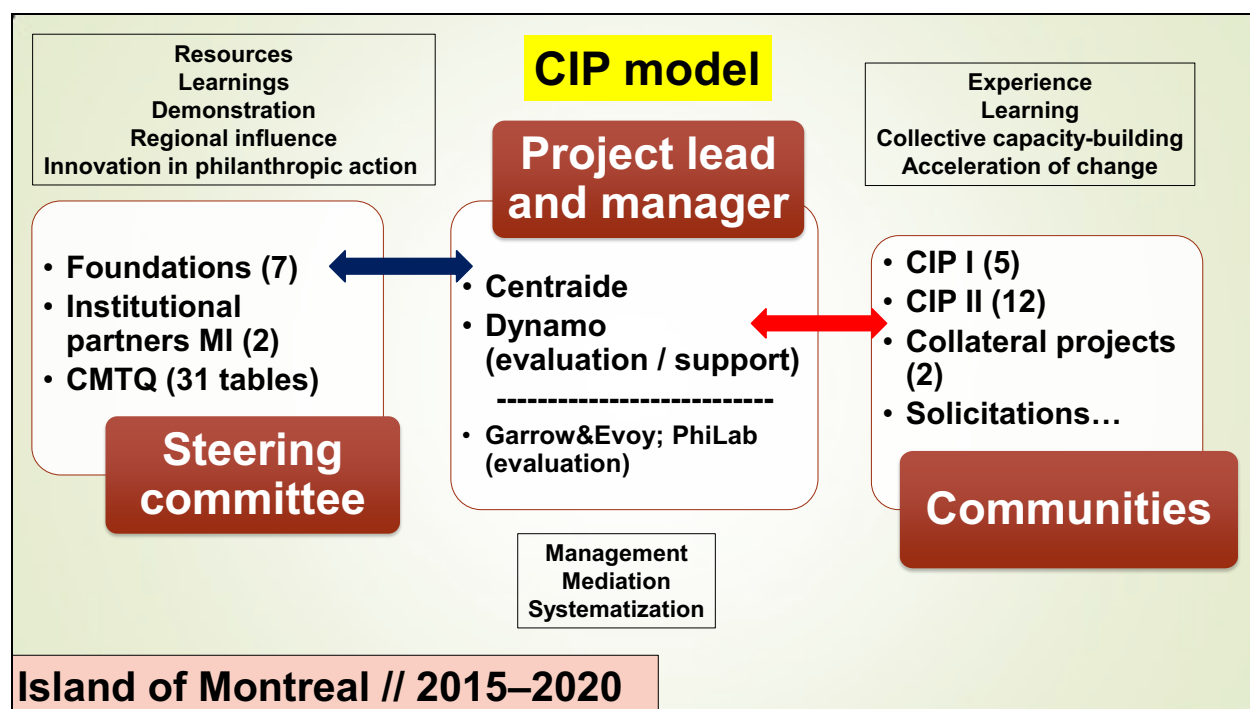 CIP model
Resources
Learnings
Demonstration
Regional influence
Innovation in philanthropic action
• Foundations (7)
• Institutional
partners MI (2)
• CMTQ (31 tables)
Steering
committee
Project lead
and manager
• Centraide
• Dynamo
(evaluation / support)
---------------------------
• Garrow&Evoy; PhiLab
(evaluation)
Management
Mediation
Systematization
Experience
Learning
Collective capacity-building
Acceleration of change
• CIP I (5)
• CIP II (12)
• Collateral projects
(2)
• Solicitations…
Communities
Island of Montreal // 2015–2020